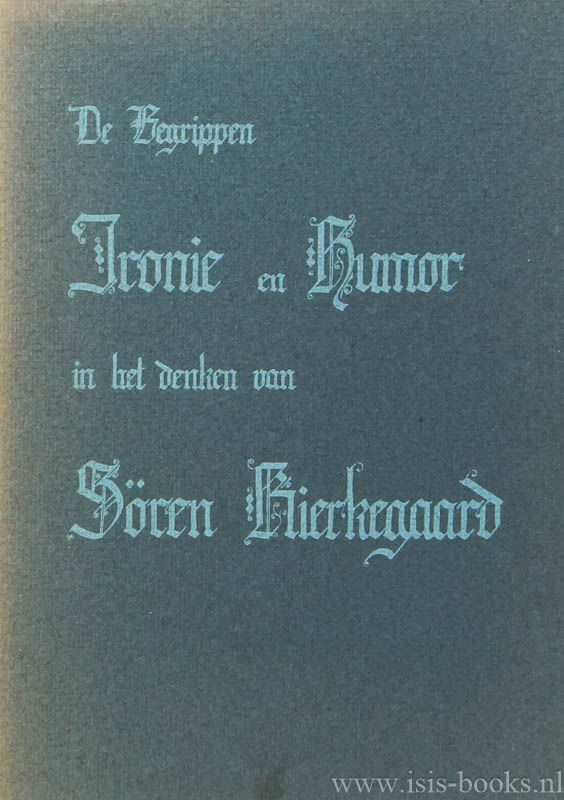 De Begrippen
Ironie en Humor
in het denken van
Sören Kierkegaard
www.isis-books.nl